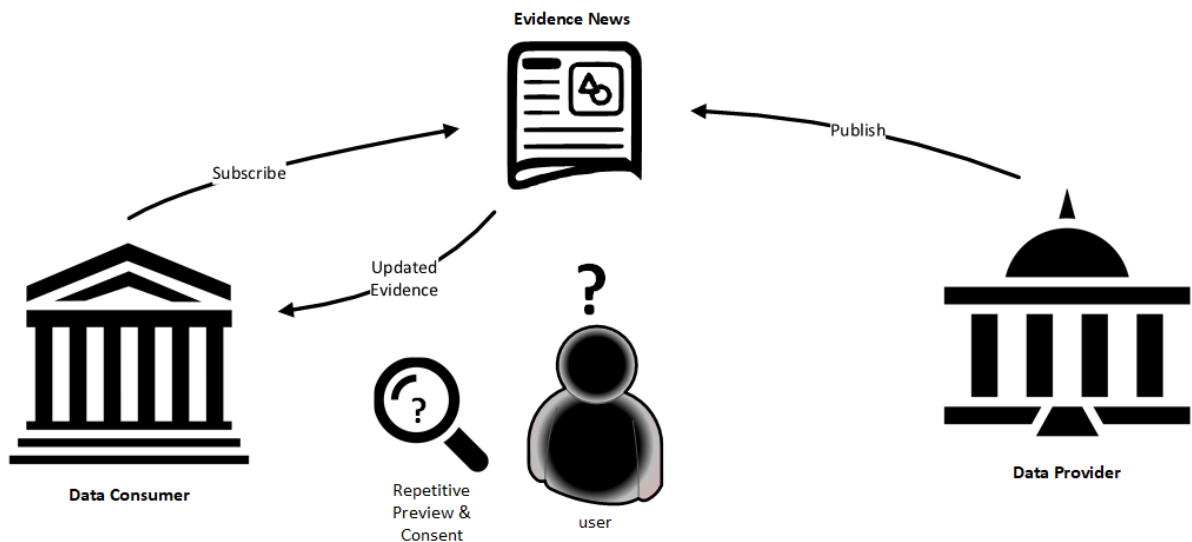 Evidence News
Publish
Subscribe
Updated
Evidence
?
?
Data Consumer
Repetitive
Preview &
Consent
user
Data Provider